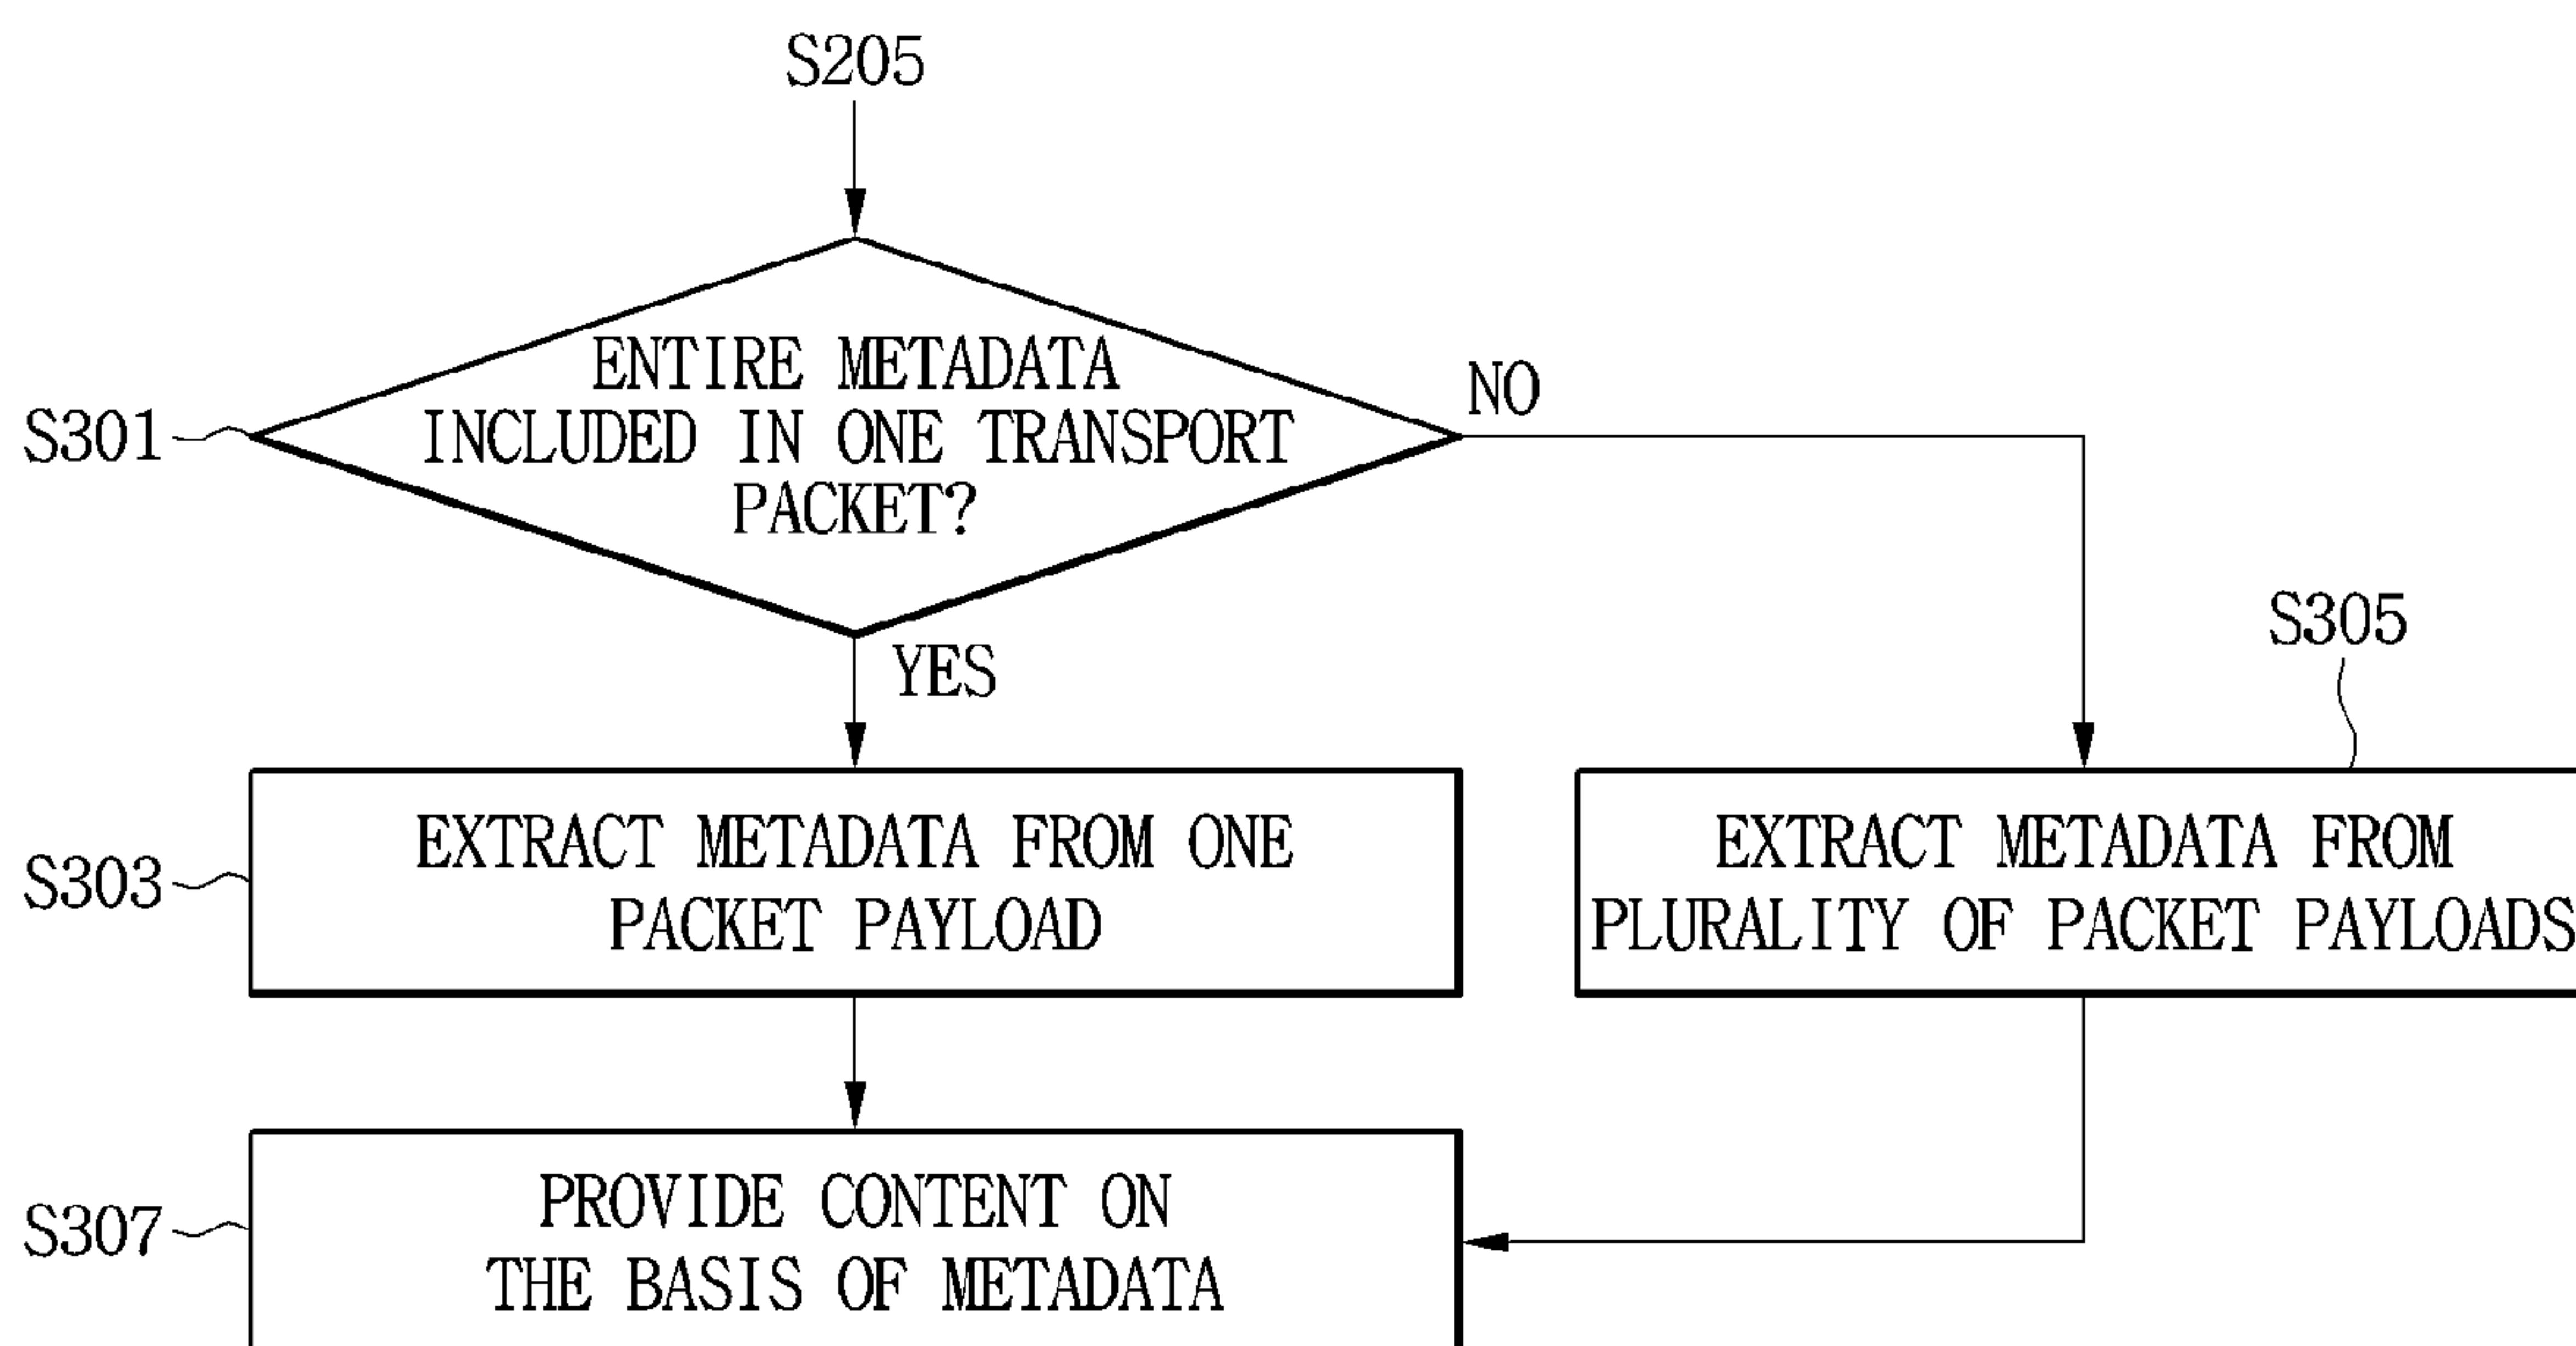 S205
ENTIRE METADATA
INCLUDED IN ONE TRANSPORT
PACKET?
S301
NO
YES
S305
EXTRACT METADATA FROM ONE
PACKET PAYLOAD
S303
EXTRACT METADATA FROM
PLURALITY OF PACKET PAYLOADS
PROVIDE CONTENT ON
THE BASIS OF METADATA
S307